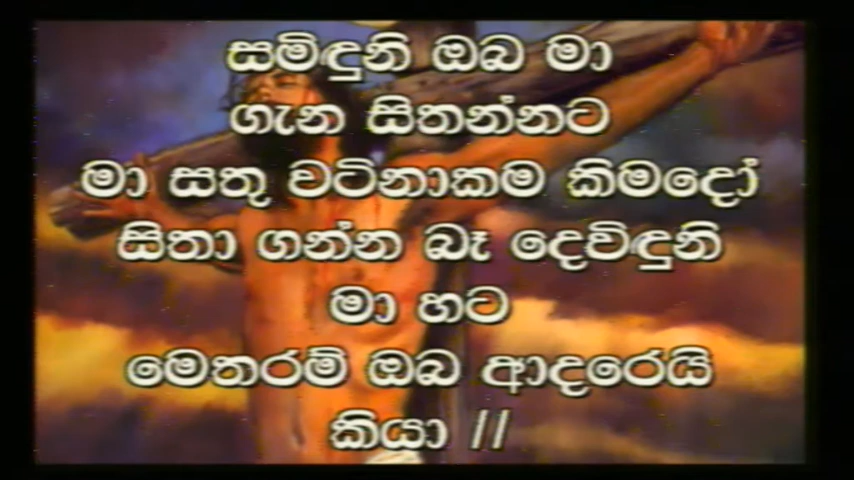 සමිඳුනි ඔබ මා
ගැන සිතන්නට
මා සතු වටිනාකම කිමදෝ
සිතා ගන්න බෑ දෙවිඳුනි
මා හට
මෙතරම් ඔබ ආදරෙයි
කියා //